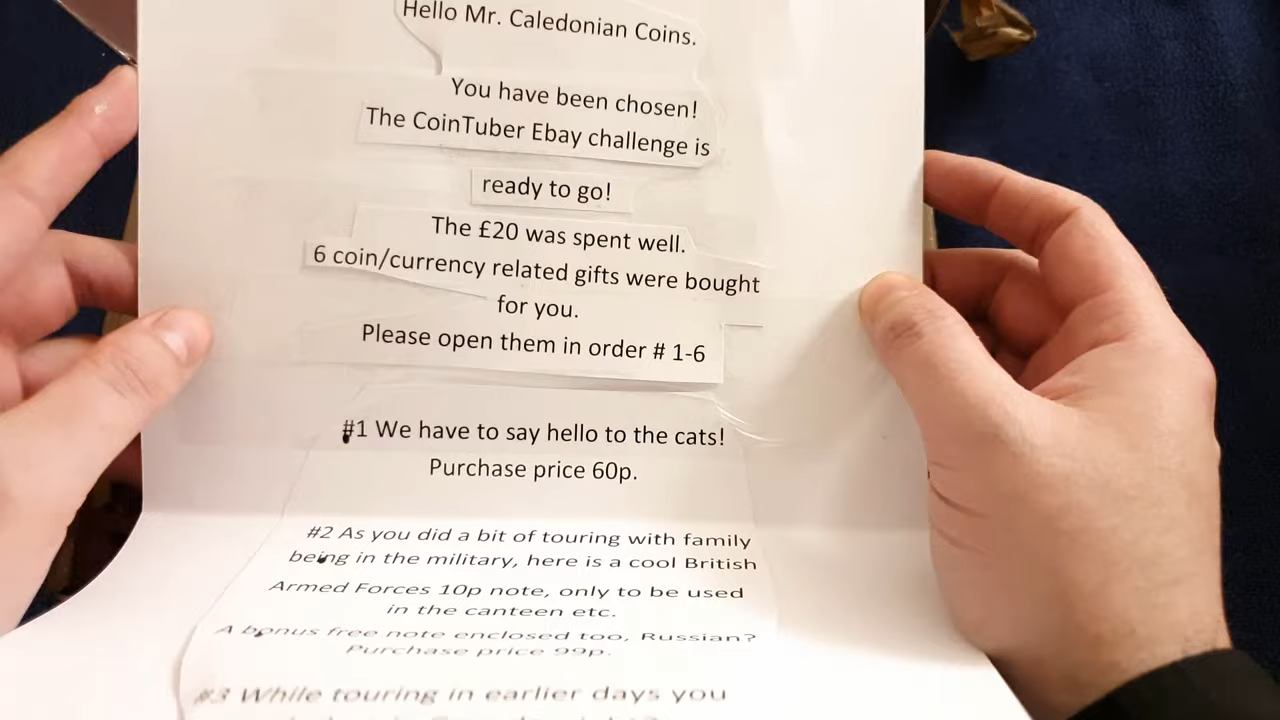 Hello Mr. Caledonian Coins.
You have been chosen!
The CoinTuber Ebay challenge is
ready to go!
The £20 was spent well.
6 coin/currency related gifts were bought
for you.
Please open them in order # 1-6
#1 We have to say hello to the cats!
Purchase price 60p.
#2 As you did a bit of touring with family
being in the military, here is a cool British
Armed Forces 10p note, only to be used
in the canteen etc.
A bonus free note enclosed too, Russian?
Purchase price 99p.
#3 While touring in earlier days you